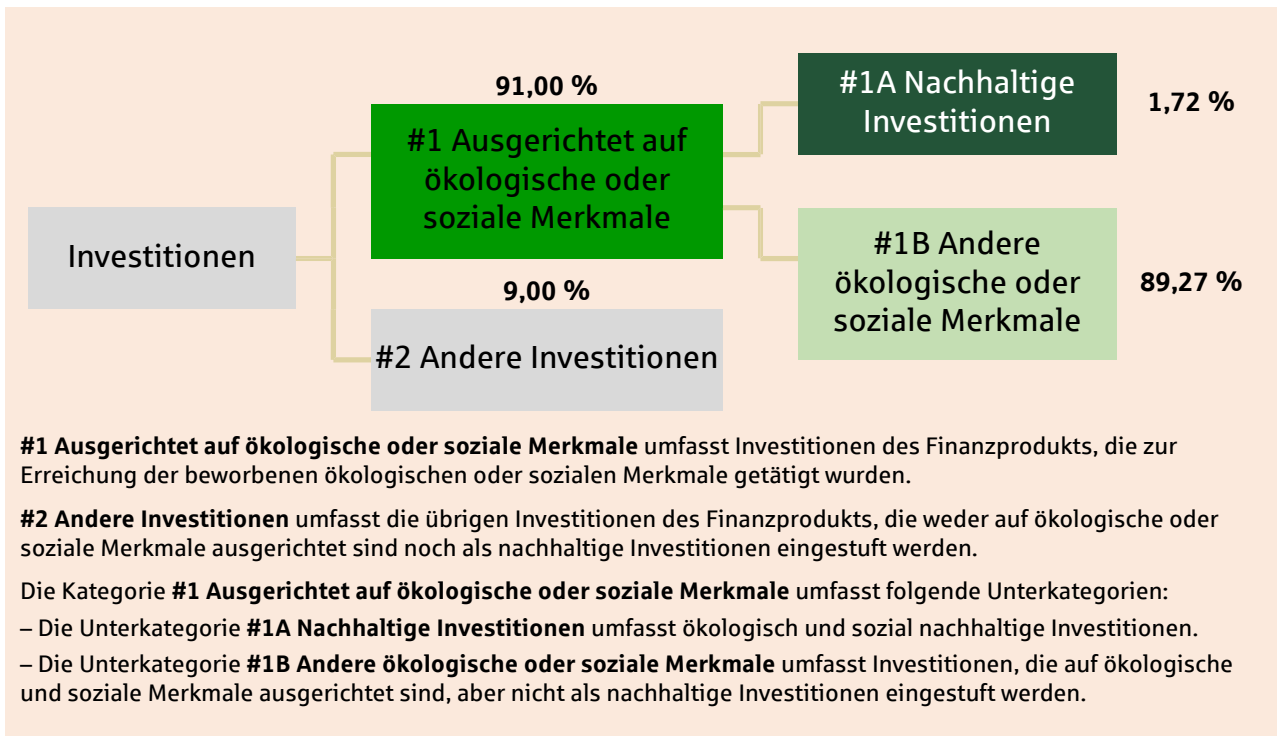 91,00 %
#1 Ausgerichtet auf
ökologische oder
soziale Merkmale
#1A Nachhaltige
Investitionen
1,72 %
Investitionen
9,00 %
#2 Andere Investitionen
#1B Andere
ökologische oder
soziale Merkmale
89,27 %
#1 Ausgerichtet auf ökologische oder soziale Merkmale umfasst Investitionen des Finanzprodukts, die zur
Erreichung der beworbenen ökologischen oder sozialen Merkmale getätigt wurden.
#2 Andere Investitionen umfasst die übrigen Investitionen des Finanzprodukts, die weder auf ökologische oder
soziale Merkmale ausgerichtet sind noch als nachhaltige Investitionen eingestuft werden.
Die Kategorie #1 Ausgerichtet auf ökologische oder soziale Merkmale umfasst folgende Unterkategorien:
– Die Unterkategorie #1A Nachhaltige Investitionen umfasst ökologisch und sozial nachhaltige Investitionen.
– Die Unterkategorie #1B Andere ökologische oder soziale Merkmale umfasst Investitionen, die auf ökologische
und soziale Merkmale ausgerichtet sind, aber nicht als nachhaltige Investitionen eingestuft werden.